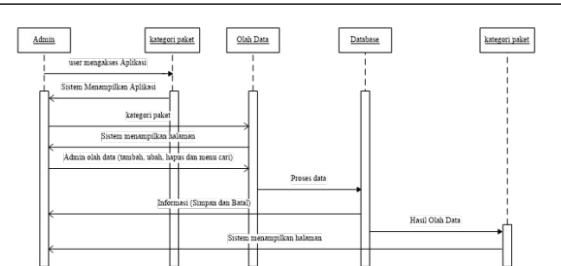 Admin
kategori paket
Olah Data
Database
kategori paket
user mengakses Aplikasi
Sistem Menampilkan Aplikasi
kategori paket
Sistem menampilkan halaman
Admin olah data (tambah, ubah, hapus dan menu cari)
Proses data
Informasi (Simpan dan Batal)
Hasil Olah Data
Sistem menampilkan halaman